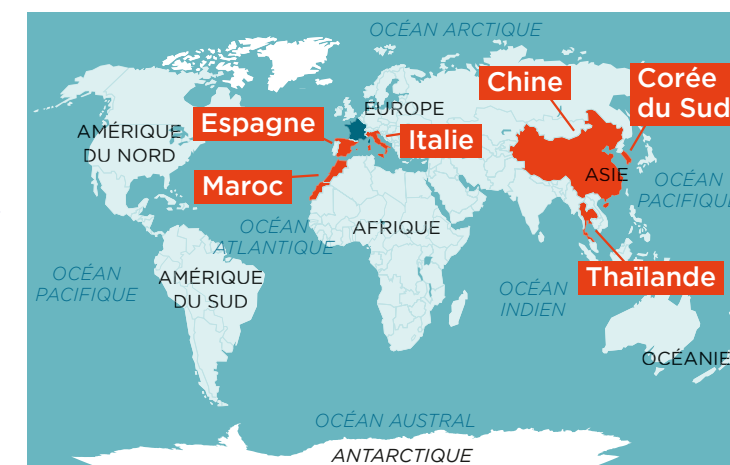 OCÉAN ARCTIQUE
Chine
Corée
du Sud
EUROPE
Espagne
Italie
AMÉRIQUE
DU NORD
Maroc
ASIE
OCÉAN
PACIFIQUE
OCÉAN
ATLANTIQUE
AFRIQUE
OCÉAN
PACIFIQUE
AMÉRIQUE
DU SUD
Thaïlande
OCÉAN
INDIEN
OCÉANIE
OCÉAN AUSTRAL
ANTARCTIQUE